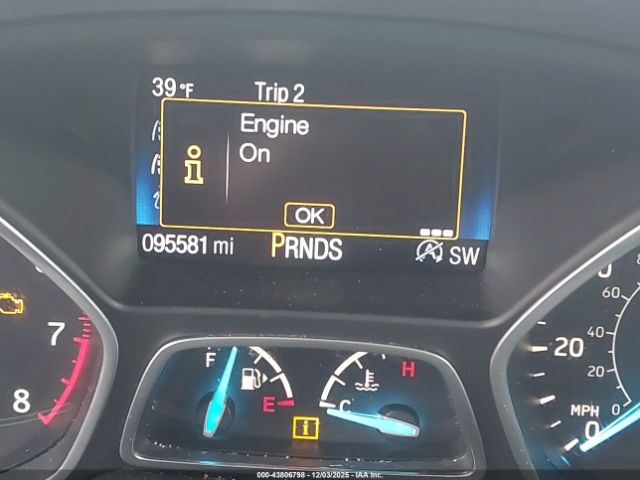 39 °F Trip 2
Engine
On
i
OK
095581 mi PRNDS SW
7
8
F
E
i
H
C
60
40
20
0
20
MPH
0
000-43806798 - 12/03/2025 - IAA Inc.